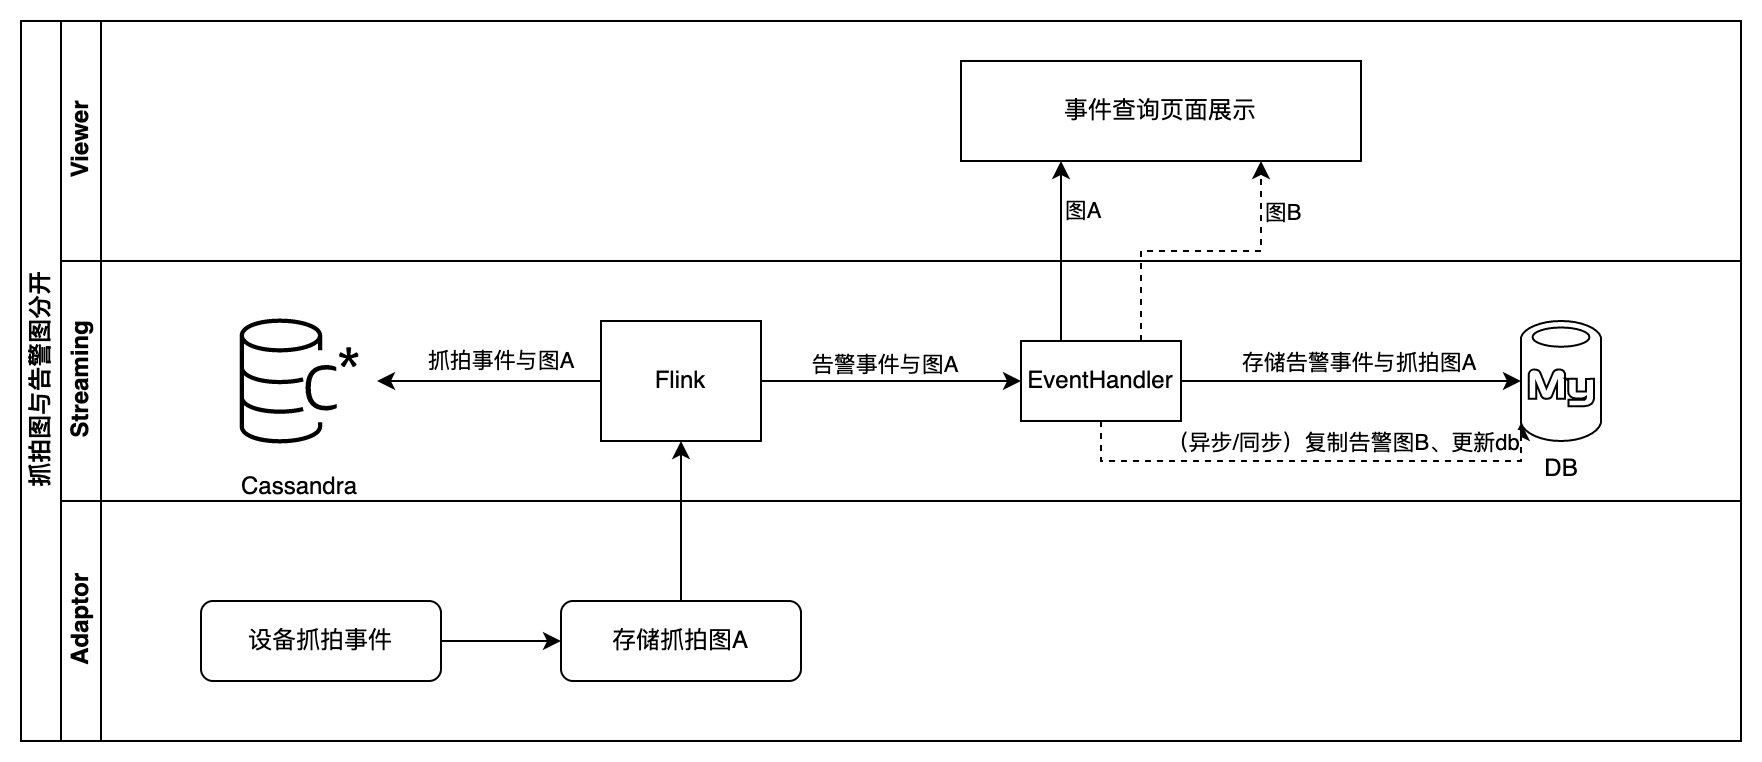 抓拍图与告警图分开
Viewer
事件查询页面展示
图A
图B
Streaming
C*
Cassandra
抓拍事件与图A
Flink
告警事件与图A
EventHandler
存储告警事件与抓拍图A
（异步/同步）复制告警图B、更新db
My
DB
Adaptor
设备抓拍事件
存储抓拍图A